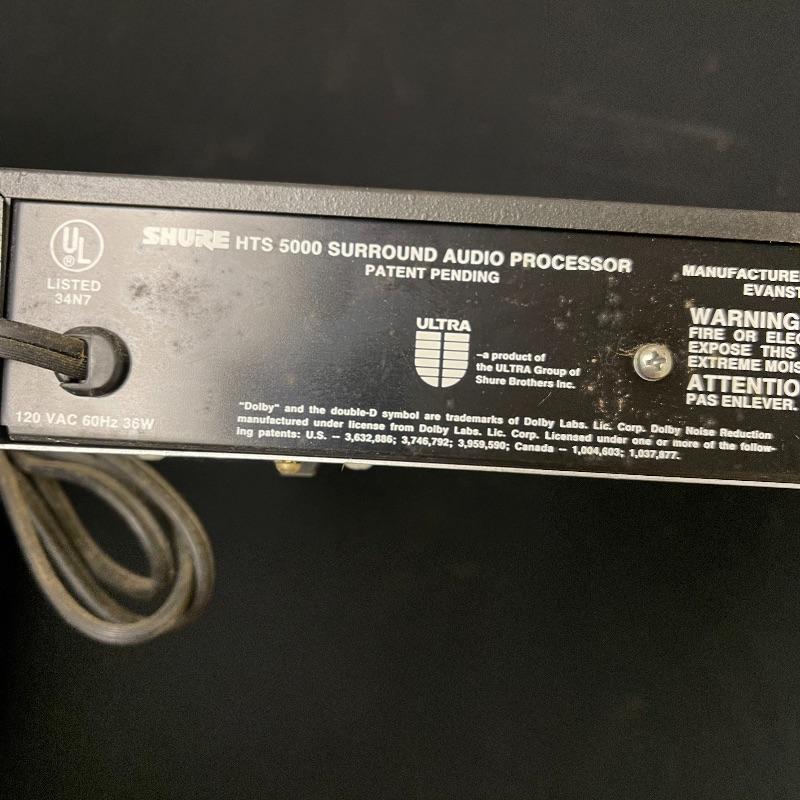 UL
®
LISTED
34N7
120 VAC 60Hz 36W
SHURE HTS 5000 SURROUND AUDIO PROCESSOR
PATENT PENDING
ULTRA
–a product of
the ULTRA Group of
Shure Brothers Inc.
"Dolby" and the double-D symbol are trademarks of Dolby Labs. Lic. Corp. Dolby Noise Reduction
manufactured under license from Dolby Labs. Lic. Corp. Licensed under one or more of the follow-
ing patents: U.S. – 3,632,886; 3,746,792; 3,959,590; Canada – 1,004,603; 1,037,877.
MANUFACTURE
EVANST
WARNING
FIRE OR ELEC
EXPOSE THIS
EXTREME MOIS
ATTENTIO
PAS ENLEVER.